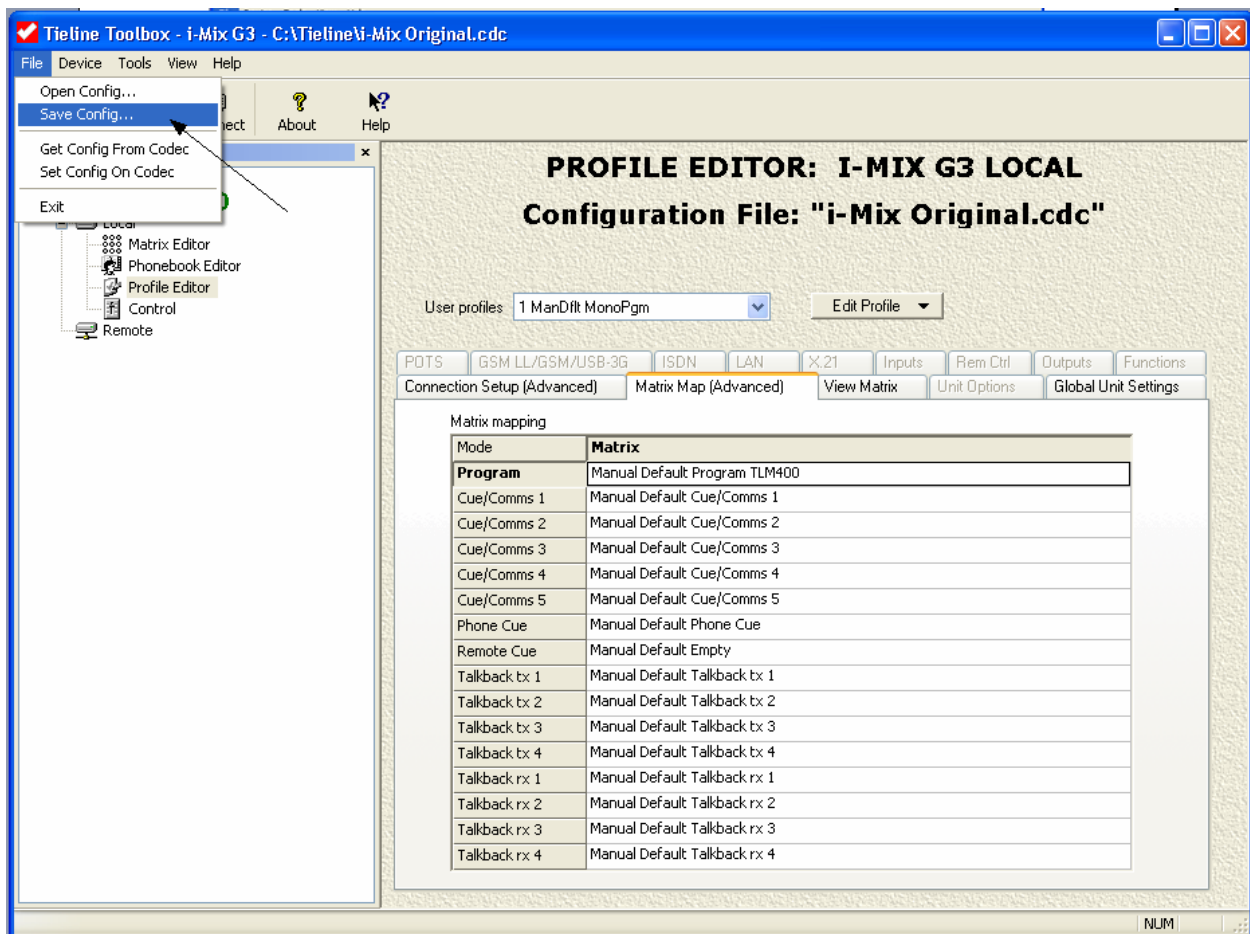 Tieline Toolbox - i-Mix G3 - C:\Tieline\i-Mix Original.cdc
File Device Tools View Help
Open Config...
Save Config...
Get Config From Codec
Set Config On Codec
Exit
About
Help
Matrix Editor
Phonebook Editor
Profile Editor
Control
Remote
PROFILE EDITOR: I-MIX G3 LOCAL
Configuration File: "i-Mix Original.cdc"
User profiles 1 ManDflt MonoPgm Edit Profile
POTS GSM LL/GSM/USB-3G ISDN LAN X.21 Inputs Rem Ctrl Outputs Functions
Connection Setup (Advanced) Matrix Map (Advanced) View Matrix Unit Options Global Unit Settings
Matrix mapping
Mode Matrix
Program Manual Default Program TLM400
Cue/Comms 1 Manual Default Cue/Comms 1
Cue/Comms 2 Manual Default Cue/Comms 2
Cue/Comms 3 Manual Default Cue/Comms 3
Cue/Comms 4 Manual Default Cue/Comms 4
Cue/Comms 5 Manual Default Cue/Comms 5
Phone Cue Manual Default Phone Cue
Remote Cue Manual Default Empty
Talkback tx 1 Manual Default Talkback tx 1
Talkback tx 2 Manual Default Talkback tx 2
Talkback tx 3 Manual Default Talkback tx 3
Talkback tx 4 Manual Default Talkback tx 4
Talkback rx 1 Manual Default Talkback rx 1
Talkback rx 2 Manual Default Talkback rx 2
Talkback rx 3 Manual Default Talkback rx 3
Talkback rx 4 Manual Default Talkback rx 4
NUM